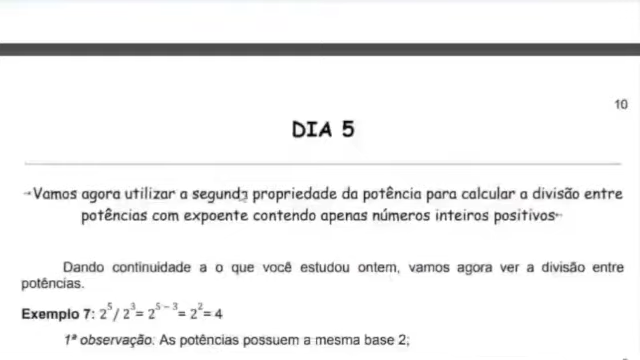 10
DIA 5
~Vamos agora utilizar a segunda propriedade da potência para calcular a divisão entre
potências com expoente contendo apenas números inteiros positivos~
Dando continuidade a o que você estudou ontem, vamos agora ver a divisão entre
potências.
Exemplo 7: 2⁵/ 2³= 2⁵⁻³= 2²= 4
1ª observação: As potências possuem a mesma base 2;